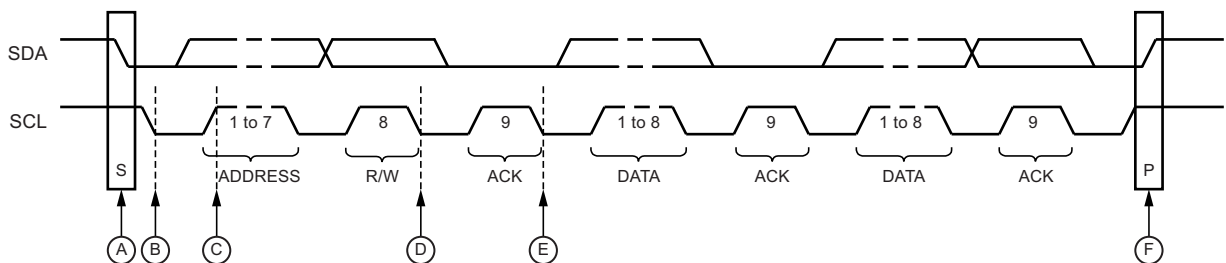 SDA
SCL
1 to 7 8 9 1 to 8 9 1 to 8 9
S P
ADDRESS R/W ACK DATA ACK DATA ACK
A B C D E F